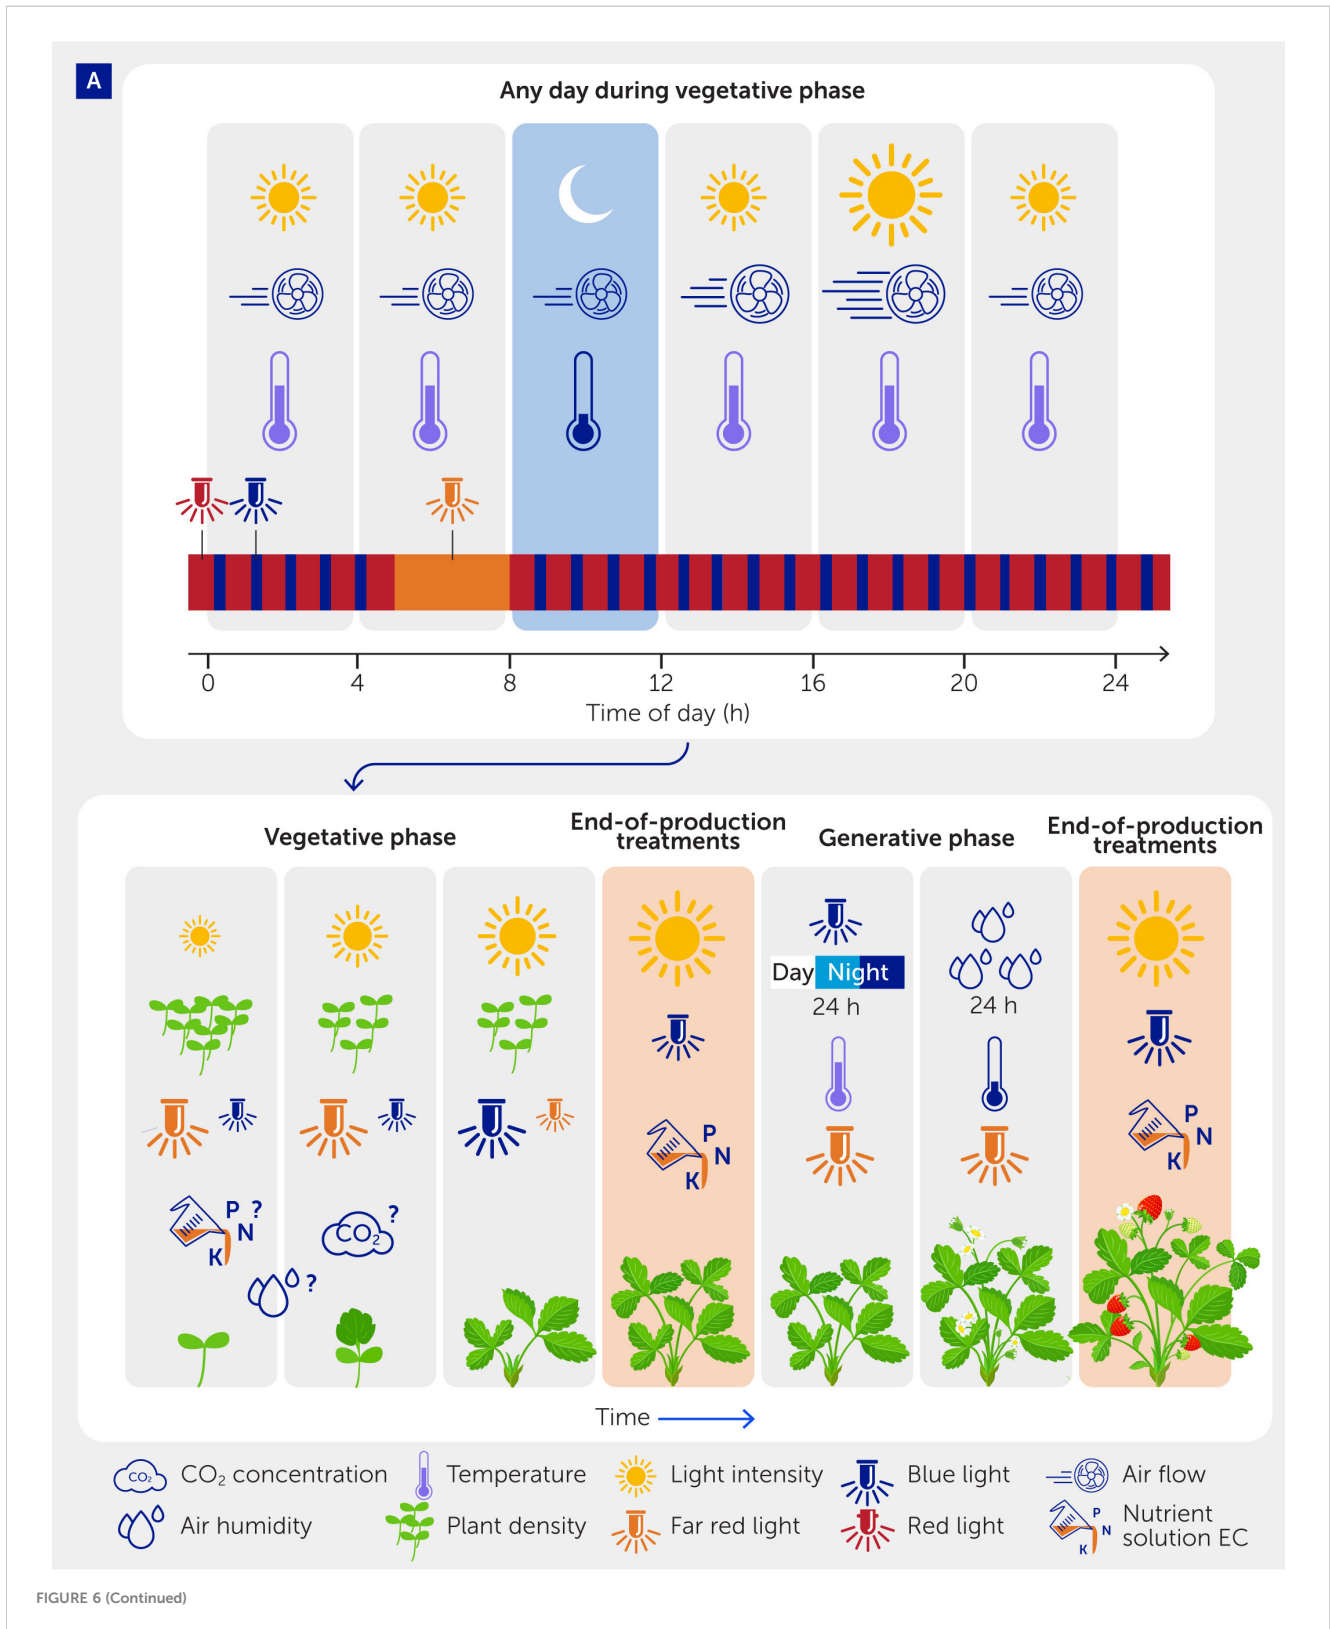 A
Any day during vegetative phase
0 4 8 12 16 20 24
Time of day (h)
Vegetative phase
End-of-production
treatments
Generative phase
End-of-production
treatments
Day Night
24 h
24 h
P
N
K
P
N
K
P ?
N
K
CO2 ?
?
Time
CO2 CO2 concentration
Temperature
Light intensity
Blue light
Air flow
Air humidity
Plant density
Far red light
Red light
P
N
K
Nutrient
solution EC
FIGURE 6 (Continued)